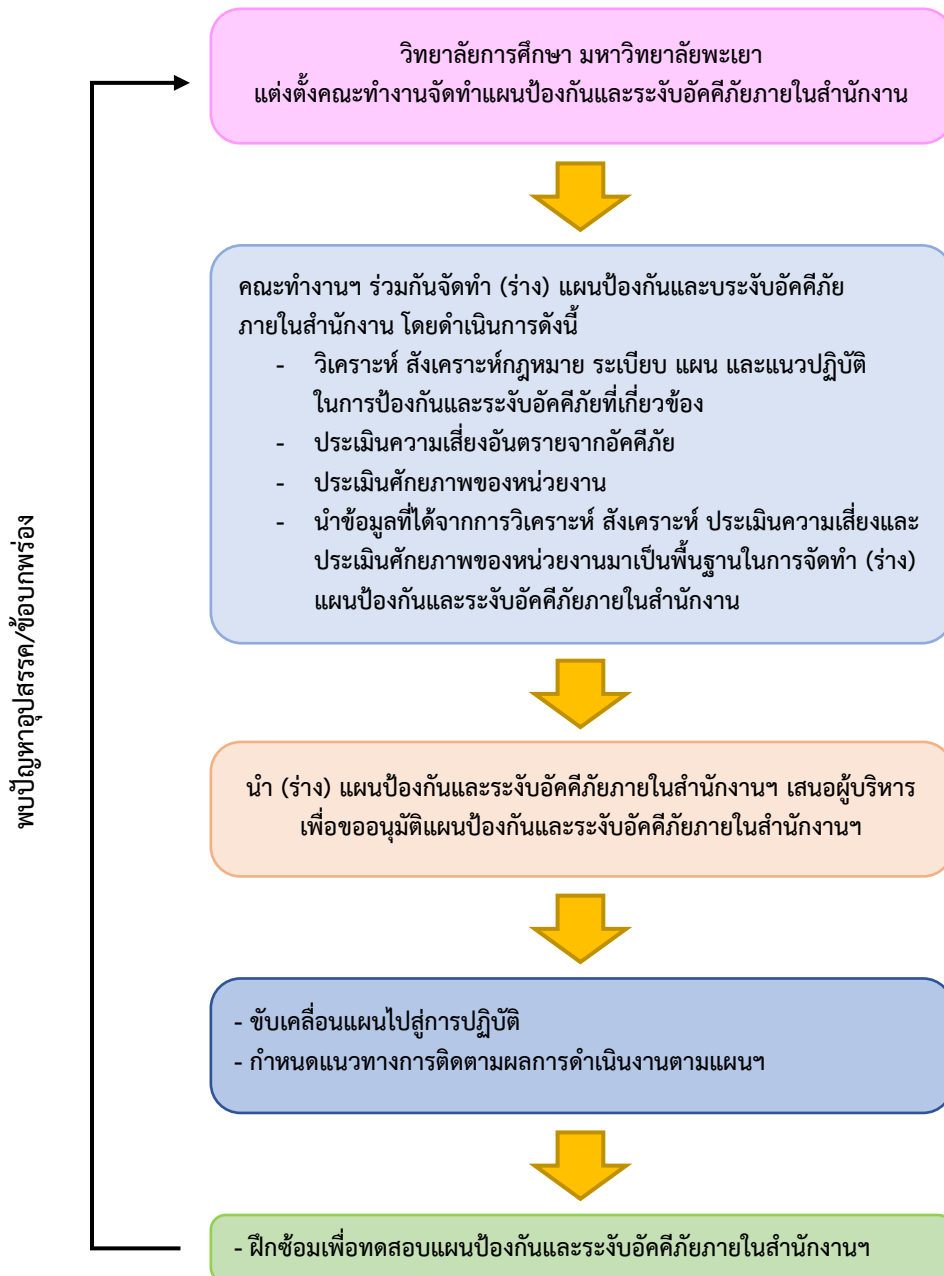 วิทยาลัยการศึกษา มหาวิทยาลัยพะเยา
แต่งตั้งคณะทำงานจัดทำแผนป้องกันและระงับอัคคีภัยภายในสำนักงาน
คณะทำงานฯ ร่วมกันจัดทำ (ร่าง) แผนป้องกันและบระงับอัคคีภัย
ภายในสำนักงาน โดยดำเนินการดังนี้
- วิเคราะห์ สังเคราะห์กฎหมาย ระเบียบ แผน และแนวปฏิบัติ
ในการป้องกันและระงับอัคคีภัยที่เกี่ยวข้อง
- ประเมินความเสี่ยงอันตรายจากอัคคีภัย
- ประเมินศักยภาพของหน่วยงาน
- นำข้อมูลที่ได้จากการวิเคราะห์ สังเคราะห์ ประเมินความเสี่ยงและ
ประเมินศักยภาพของหน่วยงานมาเป็นพื้นฐานในการจัดทำ (ร่าง)
แผนป้องกันและระงับอัคคีภัยภายในสำนักงาน
นำ (ร่าง) แผนป้องกันและระงับอัคคีภัยภายในสำนักงานฯ เสนอผู้บริหาร
เพื่อขออนุมัติแผนป้องกันและระงับอัคคีภัยภายในสำนักงานฯ
- ขับเคลื่อนแผนไปสู่การปฏิบัติ
- กำหนดแนวทางการติดตามผลการดำเนินงานตามแผนฯ
- ฝึกซ้อมเพื่อทดสอบแผนป้องกันและระงับอัคคีภัยภายในสำนักงานฯ
พบปัญหาอุปสรรค/ข้อบกพร่อง